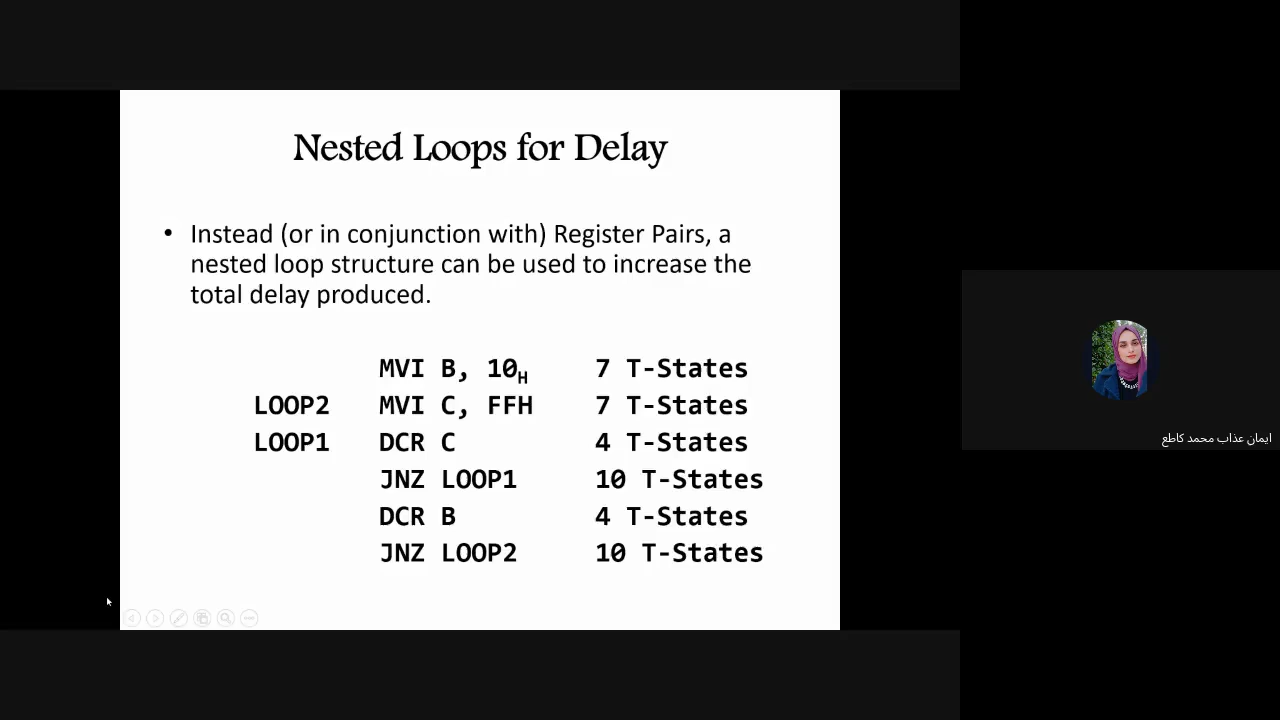 Nested Loops for Delay
• Instead (or in conjunction with) Register Pairs, a
nested loop structure can be used to increase the
total delay produced.
MVI B, 10H 7 T-States
LOOP2 MVI C, FFH 7 T-States
LOOP1 DCR C 4 T-States
JNZ LOOP1 10 T-States
DCR B 4 T-States
JNZ LOOP2 10 T-States
ايمان عذاب محمد كاطع